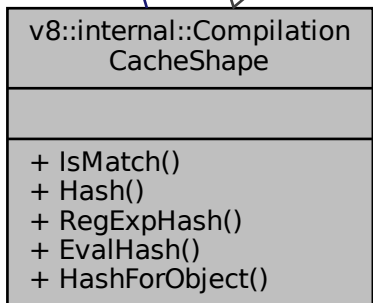 v8::internal::Compilation
CacheShape
+ IsMatch()
+ Hash()
+ RegExpHash()
+ EvalHash()
+ HashForObject()